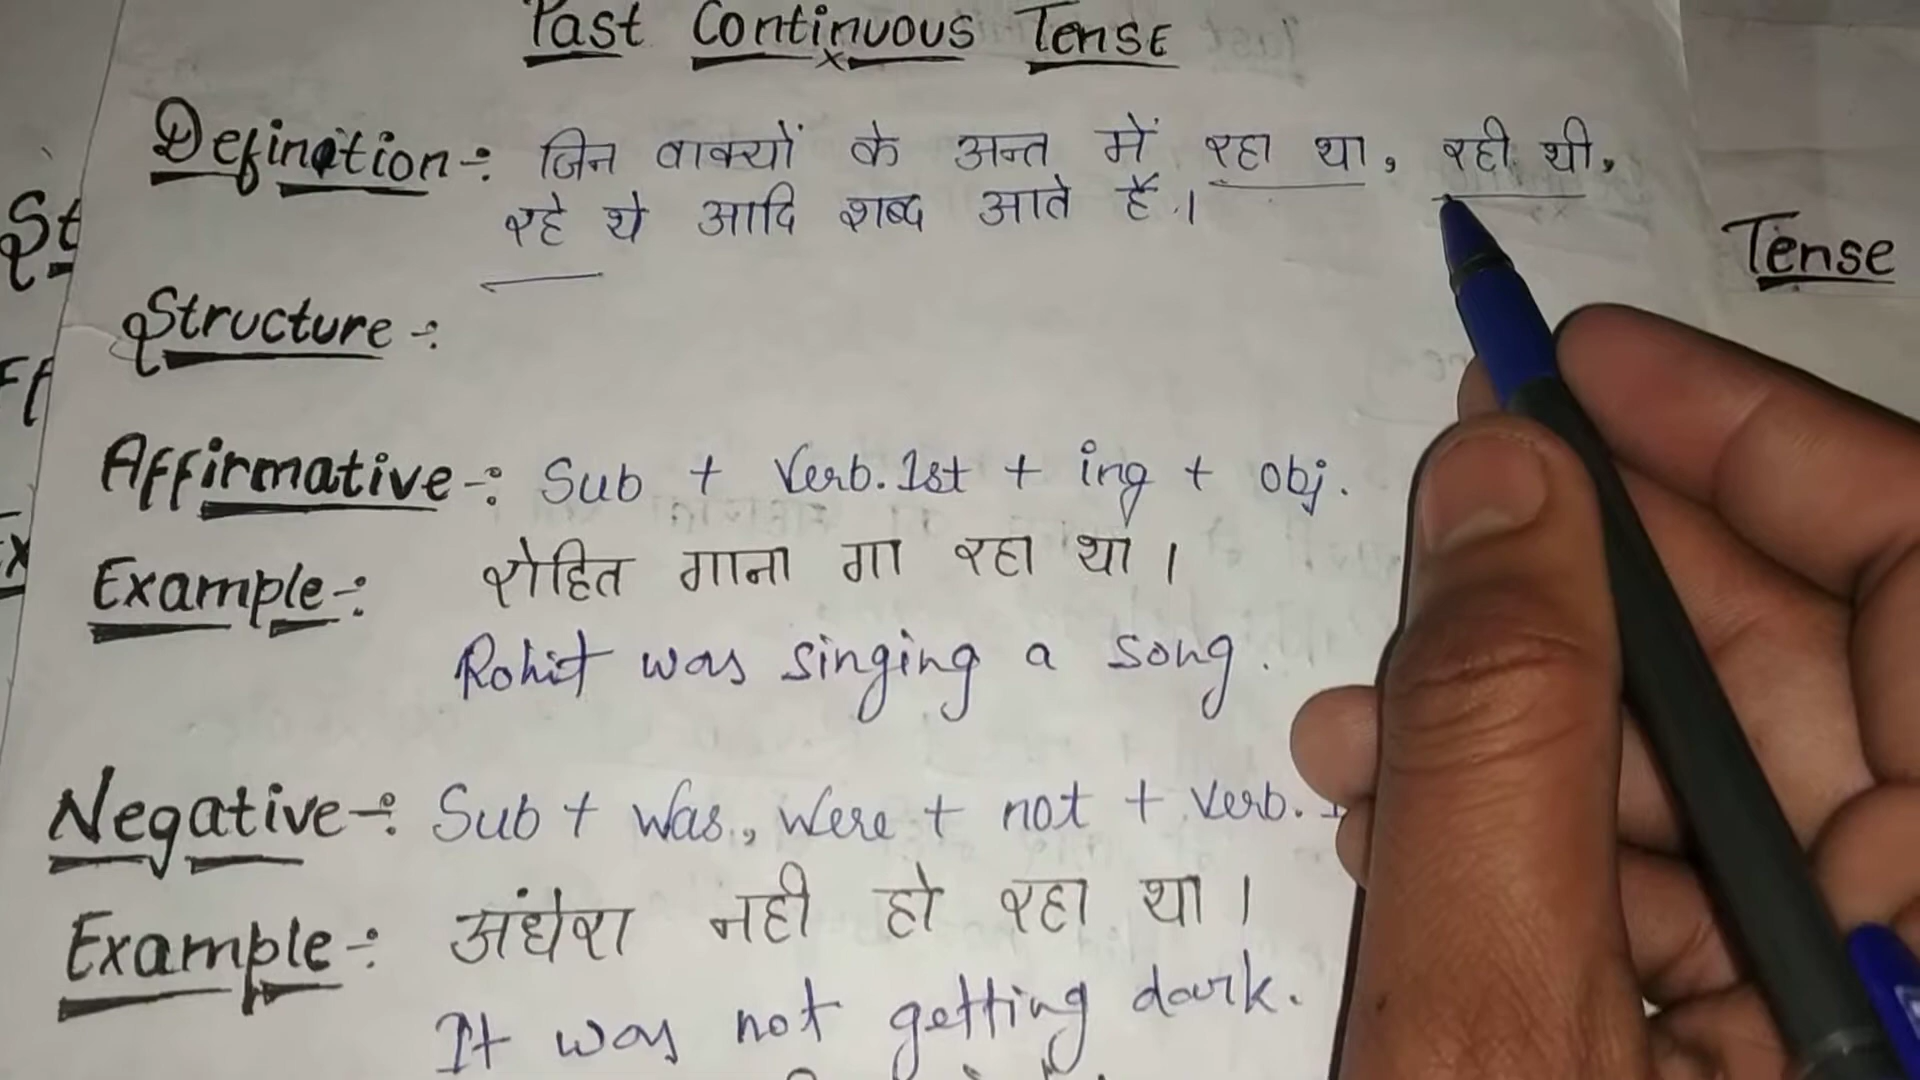 Past Continuous Tense
Defination -: जिन वाक्यों के अन्त में रहा था, रही थी,
रहे थे आदि शब्द आते हैं।
Structure -:
Affirmative -: Sub + Verb.1st + ing + obj.
Example -: रोहित गाना गा रहा था।
Rohit was singing a song.
Negative -: Sub + was, were + not + verb.
Example -: अंधेरा नही हो रहा था।
It was not getting dark.
Tense